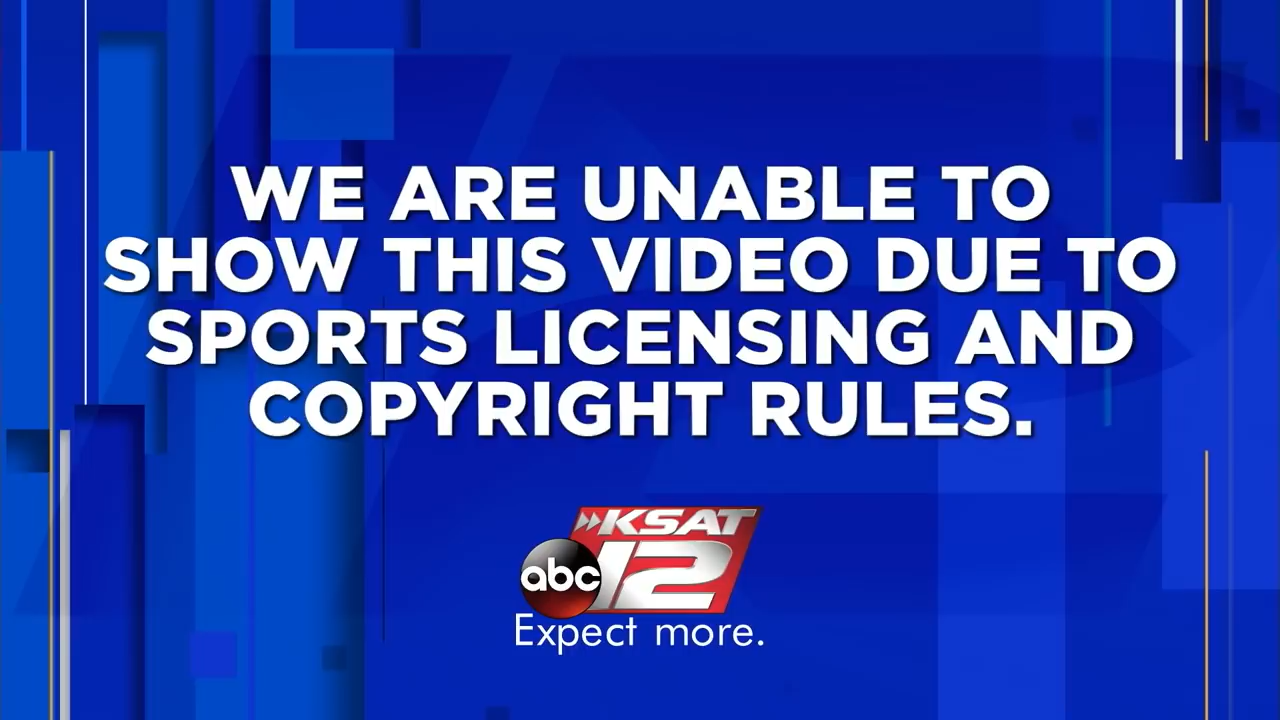 WE ARE UNABLE TO
SHOW THIS VIDEO DUE TO
SPORTS LICENSING AND
COPYRIGHT RULES.
KSAT
abc 12
Expect more.